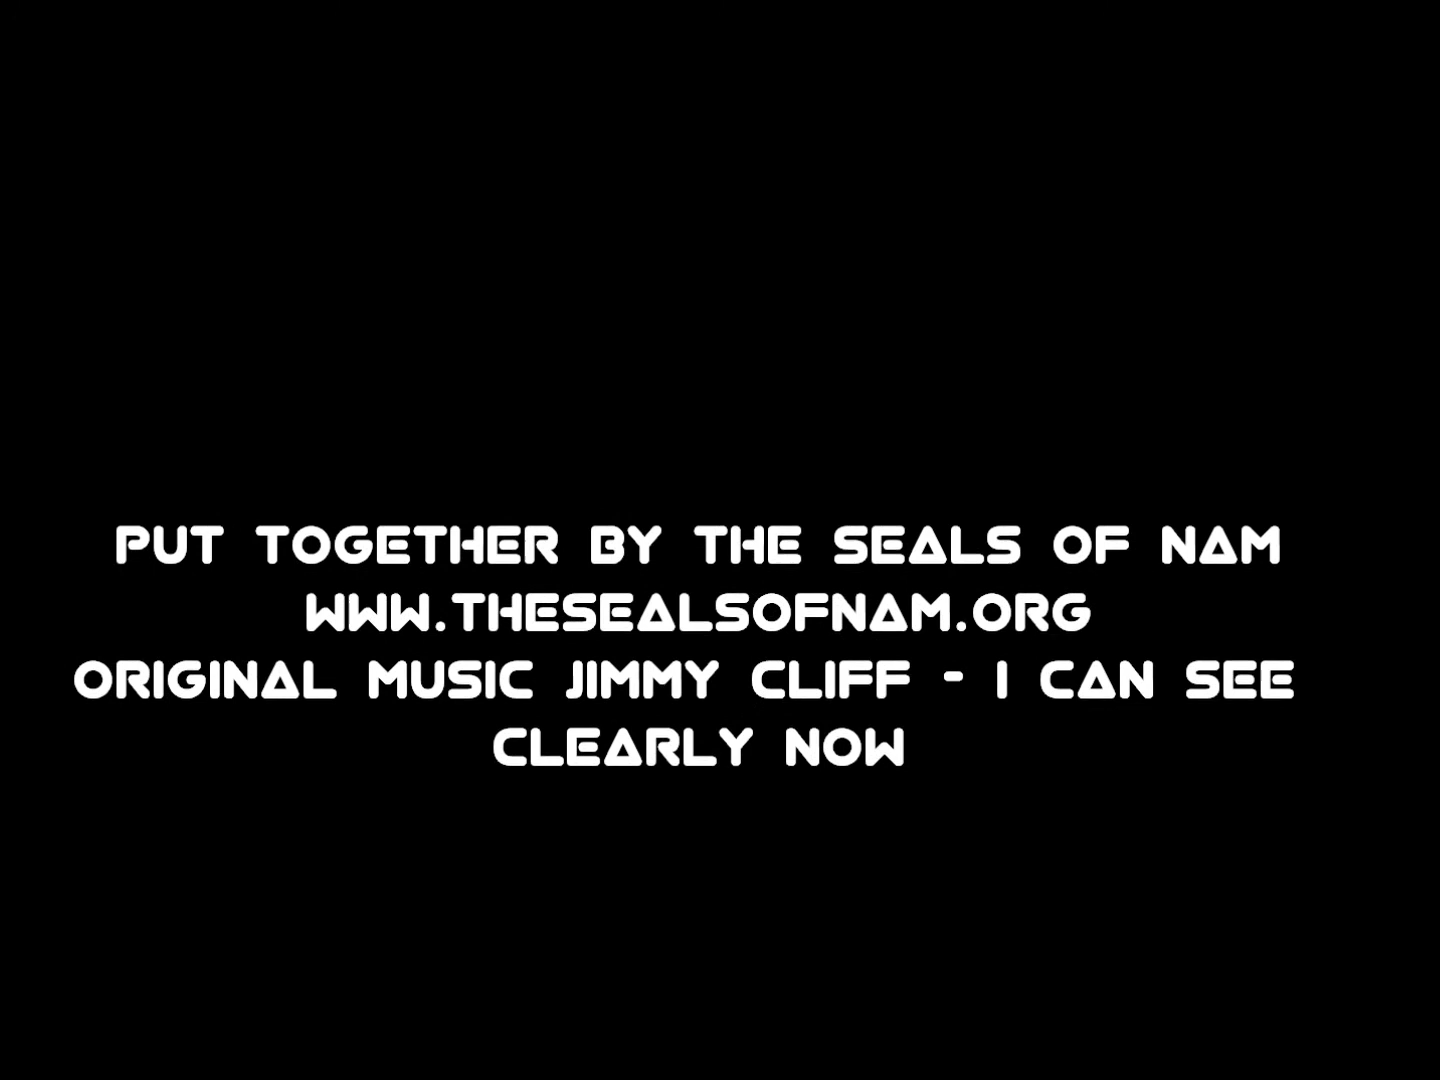 PUT TOGETHER BY THE SEALS OF NAM
WWW.THESEALSOFNAM.ORG
ORIGINAL MUSIC JIMMY CLIFF - I CAN SEE
CLEARLY NOW